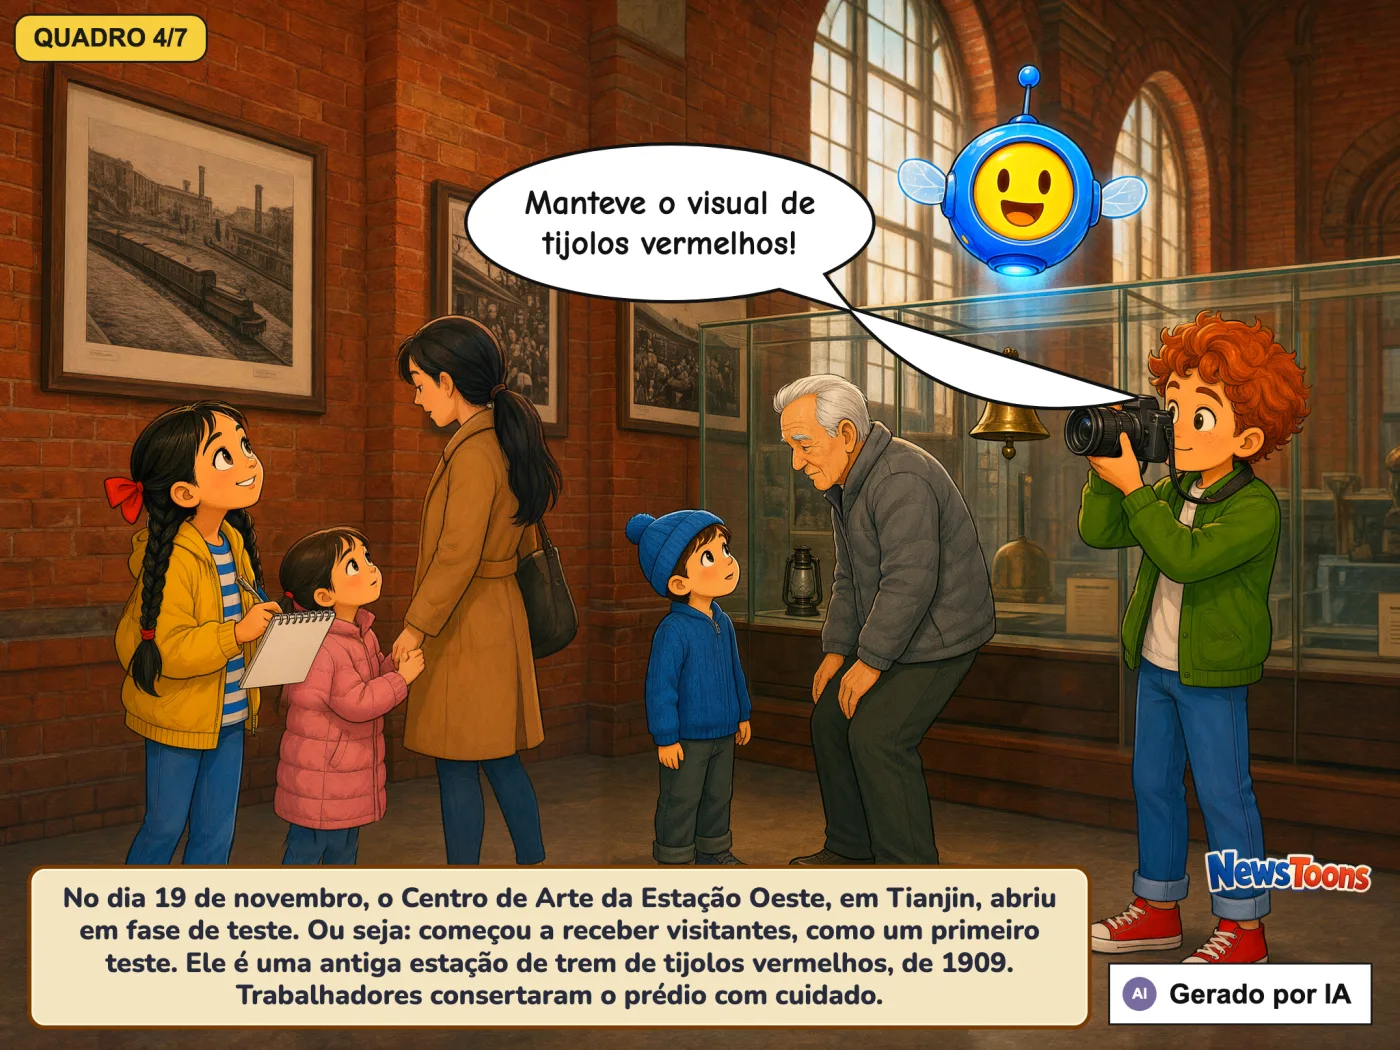 QUADRO 4/7
Manteve o visual de
tijolos vermelhos!
No dia 19 de novembro, o Centro de Arte da Estação Oeste, em Tianjin, abriu
em fase de teste. Ou seja: começou a receber visitantes, como um primeiro
teste. Ele é uma antiga estação de trem de tijolos vermelhos, de 1909.
Trabalhadores consertaram o prédio com cuidado.
NewsToons
AI Gerado por IA